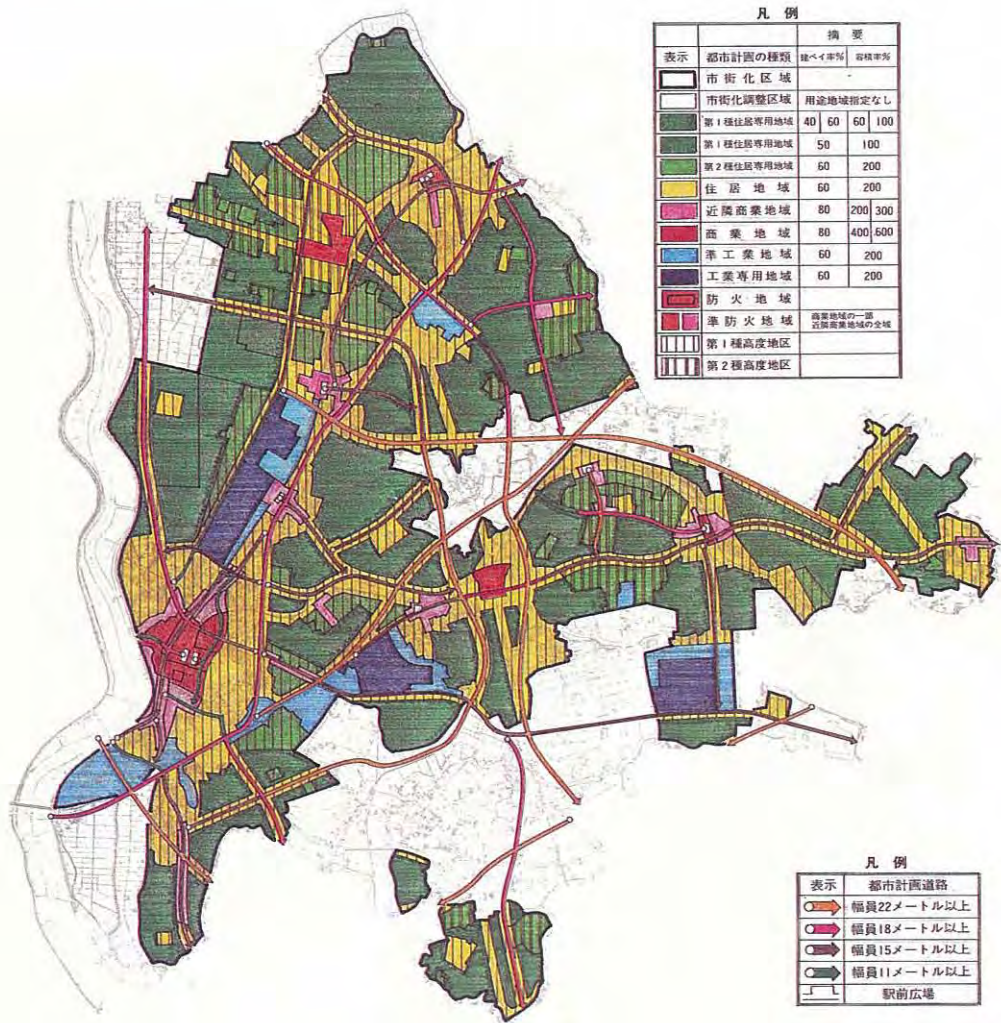 凡 例
摘 要
表示 都市計画の種類 建ペイ率% 容積率%
市街化区域 -
市街化調整区域 用途地域指定なし
第1種住居専用地域 40 60 60 100
第1種住居専用地域 50 100
第2種住居専用地域 60 200
住居地域 60 200
近隣商業地域 80 200 300
商業地域 80 400.600
準工業地域 60 200
工業専用地域 60 200
防火地域
準防火地域 商業地域の一部
近隣商業地域の全域
第1種高度地区
第2種高度地区
凡 例
表示 都市計画道路
幅員22メートル以上
幅員18メートル以上
幅員15メートル以上
幅員11メートル以上
駅前広場